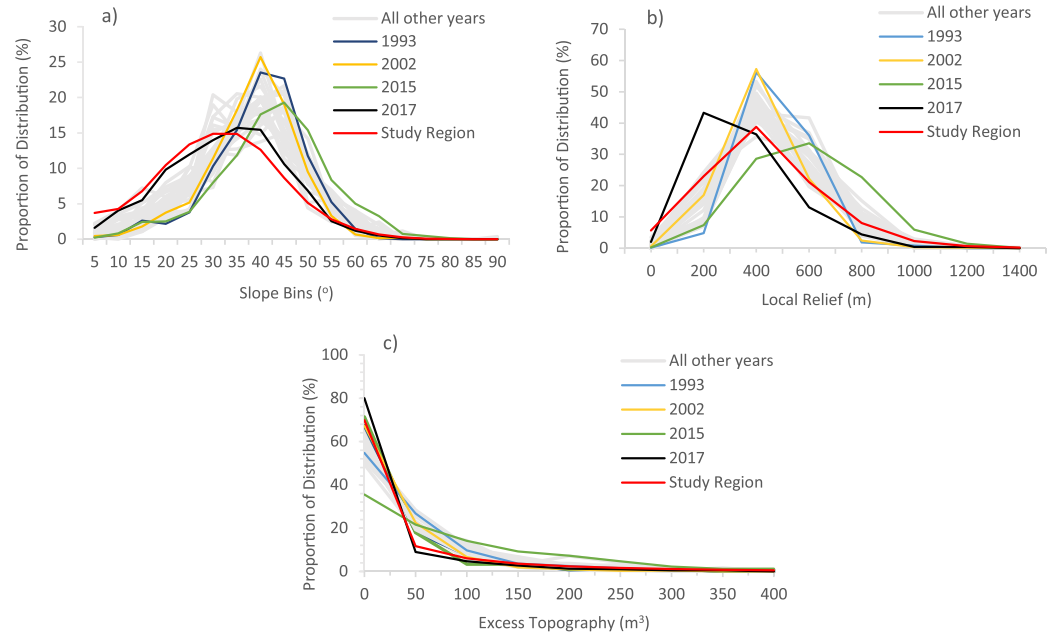 a)
Proportion of Distribution (%)
30
25
20
15
10
5
0
5 10 15 20 25 30 35 40 45 50 55 60 65 70 75 80 85 90
Slope Bins (o)
All other years
1993
2002
2015
2017
Study Region
b)
Proportion of Distribution (%)
70
60
50
40
30
20
10
0
0 200 400 600 800 1000 1200 1400
Local Relief (m)
All other years
1993
2002
2015
2017
Study Region
c)
Proportion of Distribution (%)
100
80
60
40
20
0
0 50 100 150 200 250 300 350 400
Excess Topography (m³)
All other years
1993
2002
2015
2017
Study Region